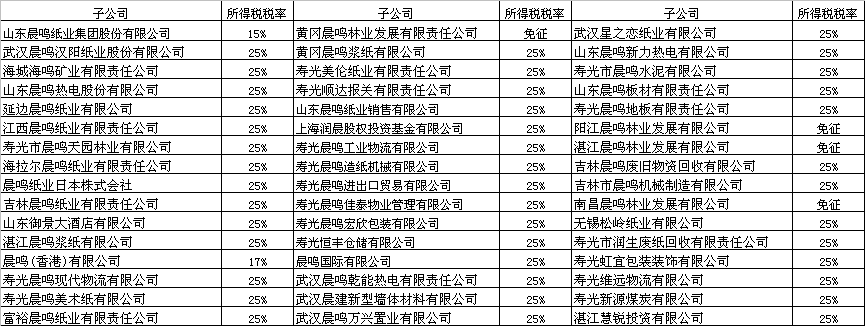 子公司 所得税税率 子公司 所得税税率 子公司 所得税税率
山东晨鸣纸业集团股份有限公司 15% 黄冈晨鸣林业发展有限责任公司 免征 武汉星之恋纸业有限公司 25%
武汉晨鸣汉阳纸业股份有限公司 25% 黄冈晨鸣浆纸有限公司 25% 山东晨鸣新力热电有限公司 25%
海城海鸣矿业有限责任公司 25% 寿光美伦纸业有限责任公司 25% 寿光市晨鸣水泥有限公司 25%
山东晨鸣热电股份有限公司 25% 寿光顺达报关有限责任公司 25% 山东晨鸣板材有限责任公司 25%
延边晨鸣纸业有限公司 25% 山东晨鸣纸业销售有限公司 25% 寿光晨鸣地板有限责任公司 25%
江西晨鸣纸业有限责任公司 25% 上海润晨股权投资基金有限公司 25% 阳江晨鸣林业发展有限公司 免征
寿光市晨鸣天园林业有限公司 25% 寿光晨鸣工业物流有限公司 25% 湛江晨鸣林业发展有限公司 免征
海拉尔晨鸣纸业有限责任公司 25% 寿光晨鸣造纸机械有限公司 25% 吉林晨鸣废旧物资回收有限公司 25%
晨鸣纸业日本株式会社 25% 寿光晨鸣进出口贸易有限公司 25% 吉林市晨鸣机械制造有限公司 25%
吉林晨鸣纸业有限责任公司 25% 寿光晨鸣佳泰物业管理有限公司 25% 南昌晨鸣林业发展有限公司 免征
山东御景大酒店有限公司 25% 寿光晨鸣宏欣包装有限公司 25% 无锡松岭纸业有限公司 25%
湛江晨鸣浆纸有限公司 25% 寿光恒丰仓储有限公司 25% 寿光市润生废纸回收有限责任公司 25%
晨鸣(香港)有限公司 17% 晨鸣国际有限公司 25% 寿光虹宜包装装饰有限公司 25%
寿光晨鸣现代物流有限公司 25% 武汉晨鸣乾能热电有限责任公司 25% 寿光维远物流有限公司 25%
寿光晨鸣美术纸有限公司 25% 武汉晨建新型墙体材料有限公司 25% 寿光新源煤炭有限公司 25%
富裕晨鸣纸业有限责任公司 25% 武汉晨鸣万兴置业有限公司 25% 湛江慧锐投资有限公司 25%